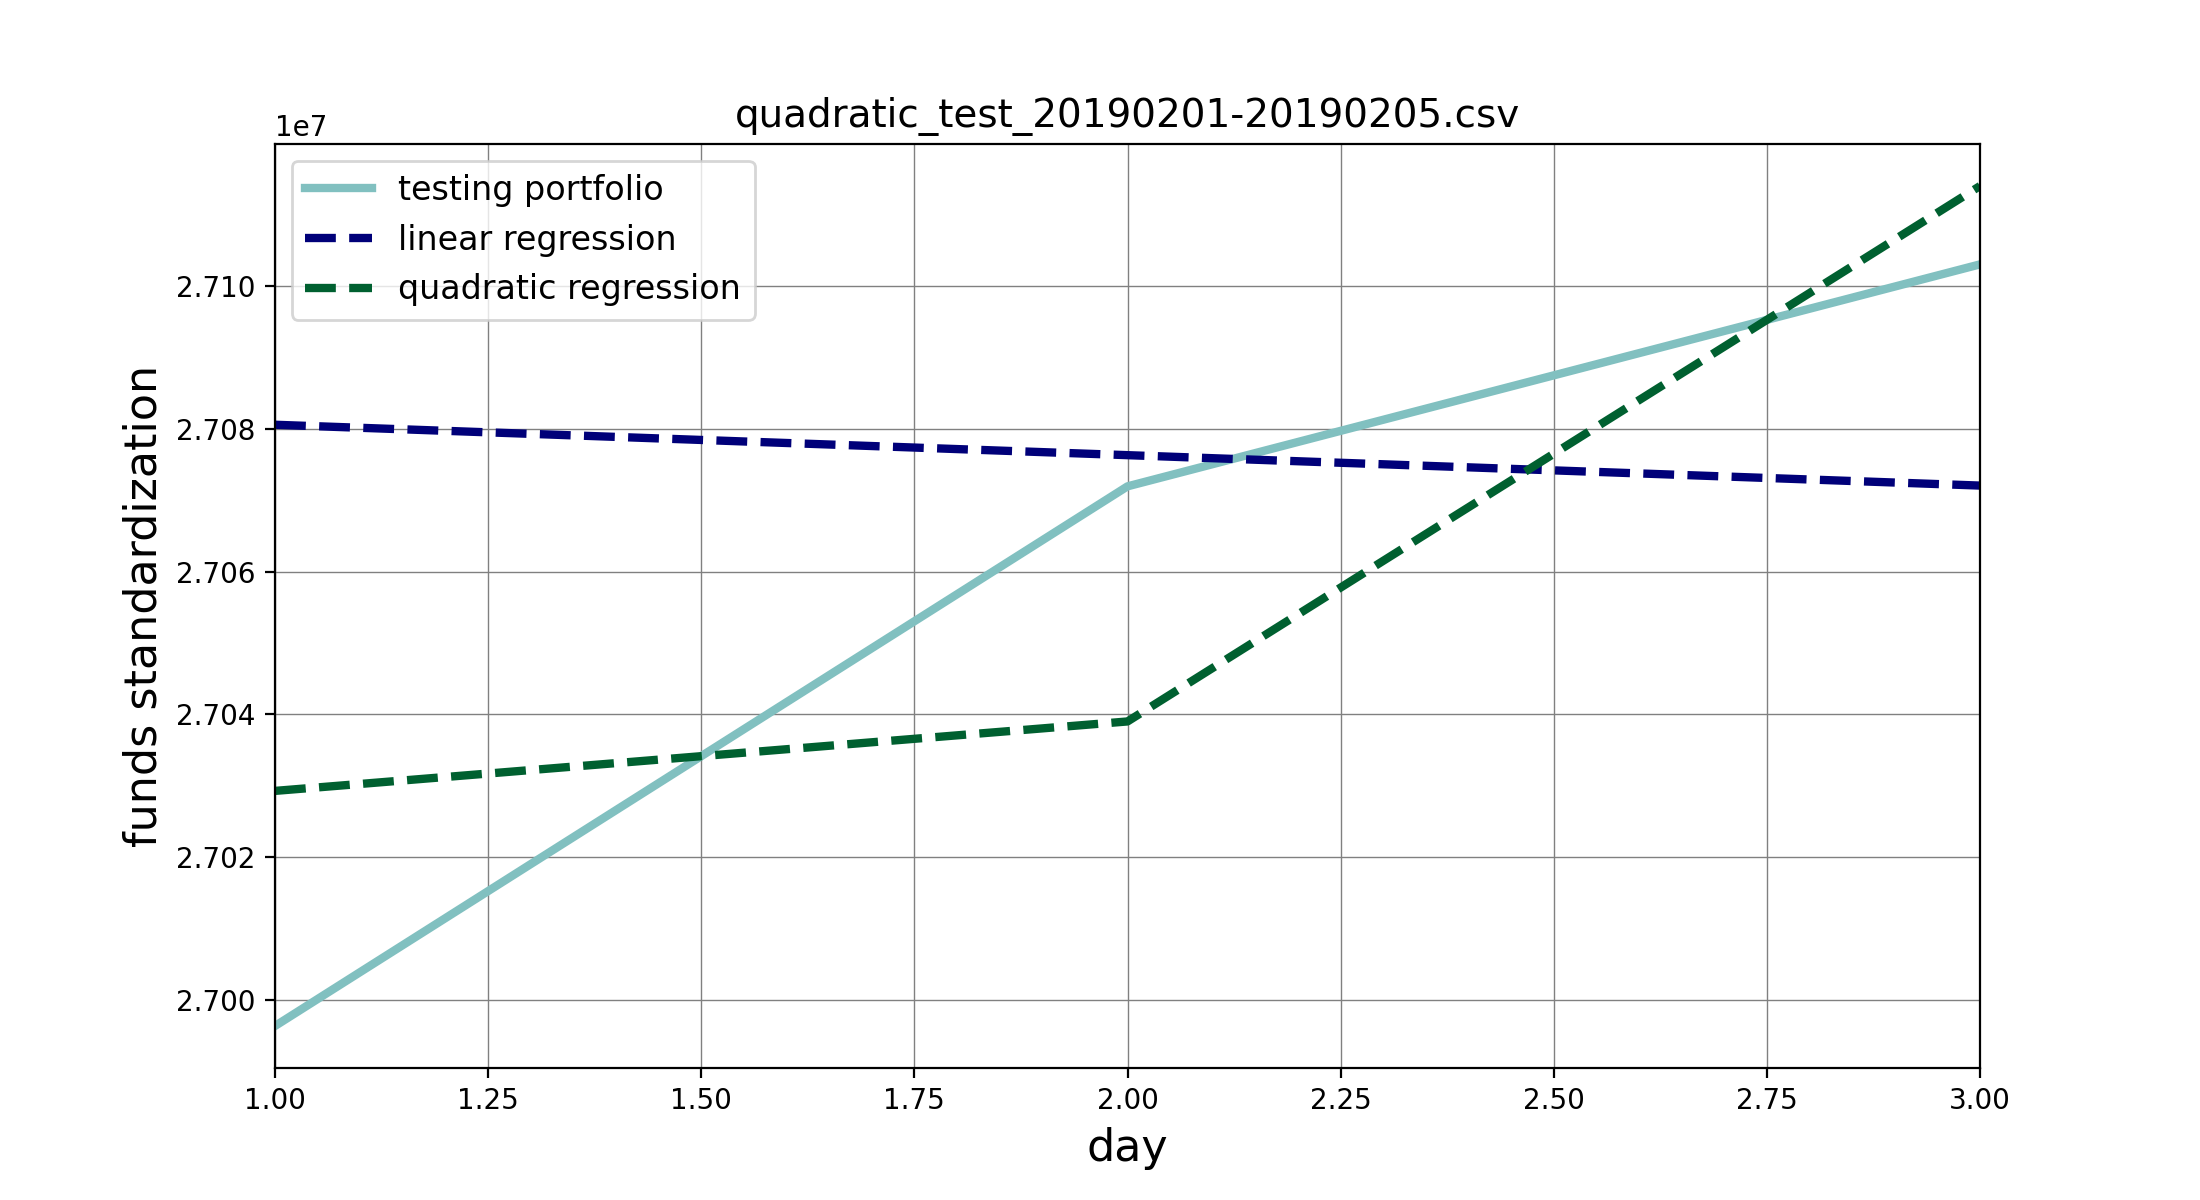 quadratic_test_20190201-20190205.csv
1e7
testing portfolio
linear regression
quadratic regression
2.710
2.708
2.706
2.704
2.702
2.700
funds standardization
1.00 1.25 1.50 1.75 2.00 2.25 2.50 2.75 3.00
day